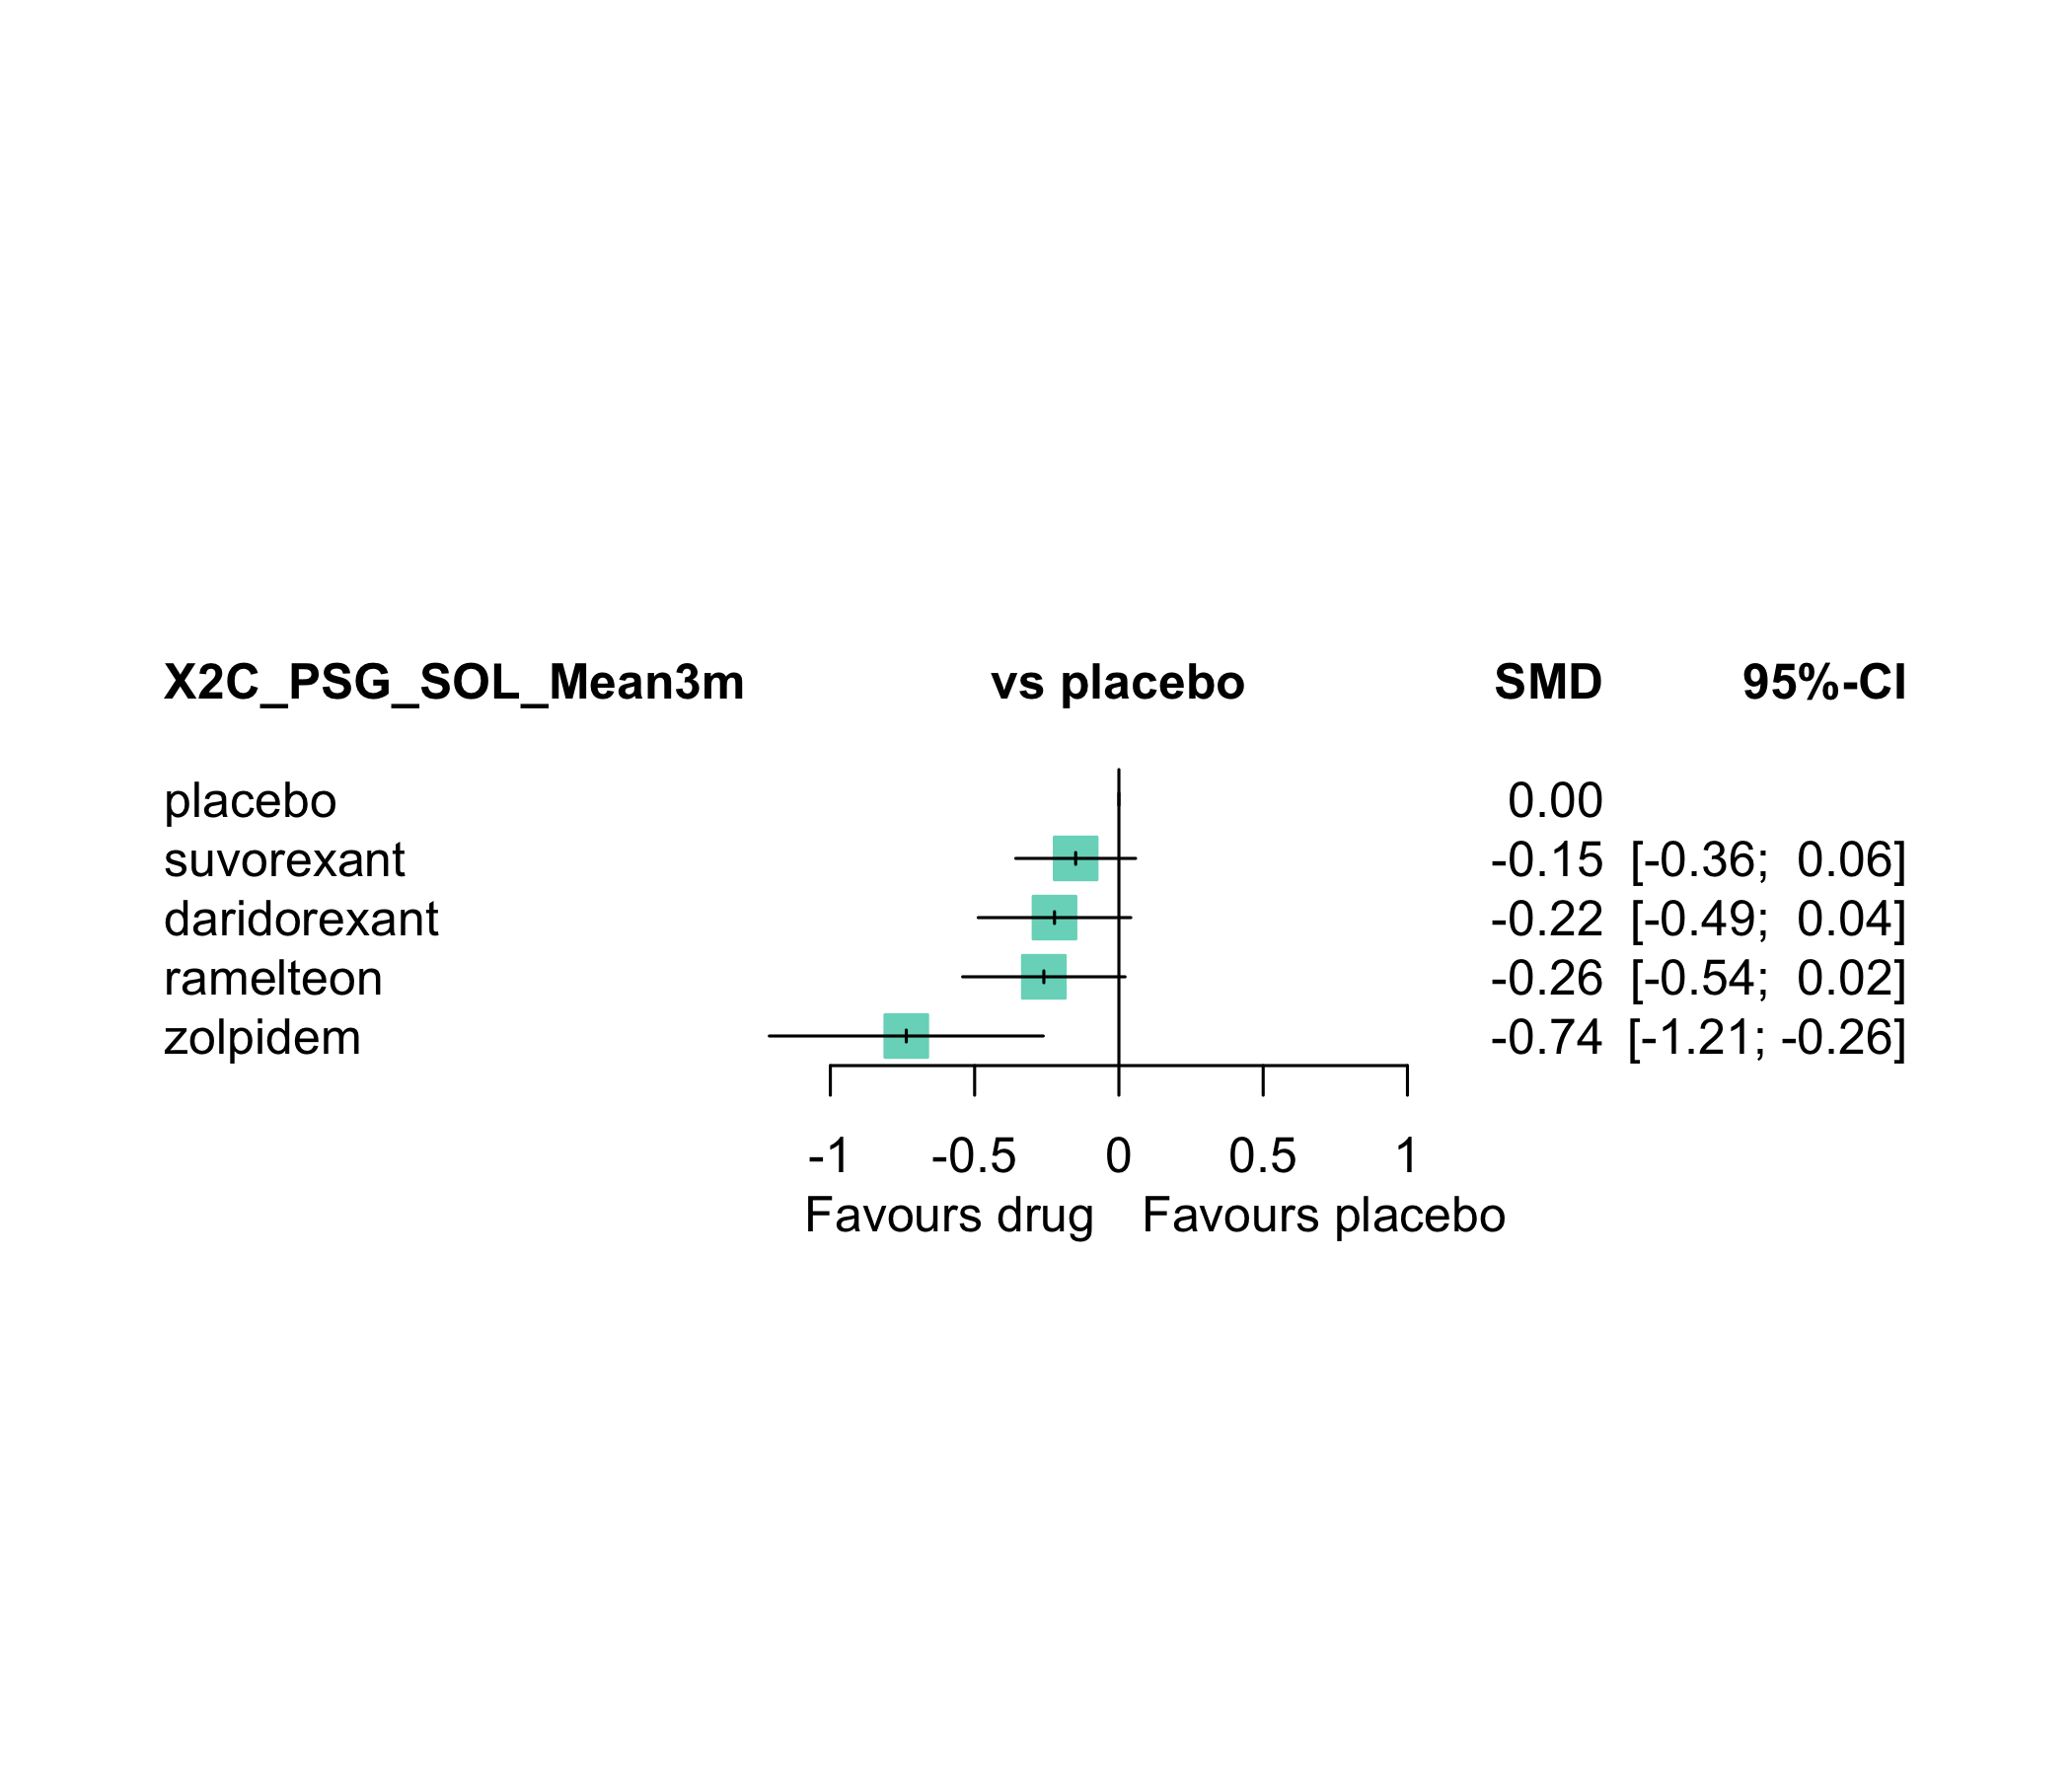 X2C_PSG_SOL_Mean3m vs placebo SMD 95%-CI
placebo 0.00
suvorexant -0.15 [-0.36; 0.06]
daridorexant -0.22 [-0.49; 0.04]
ramelteon -0.26 [-0.54; 0.02]
zolpidem -0.74 [-1.21; -0.26]
-1 -0.5 0 0.5 1
Favours drug Favours placebo